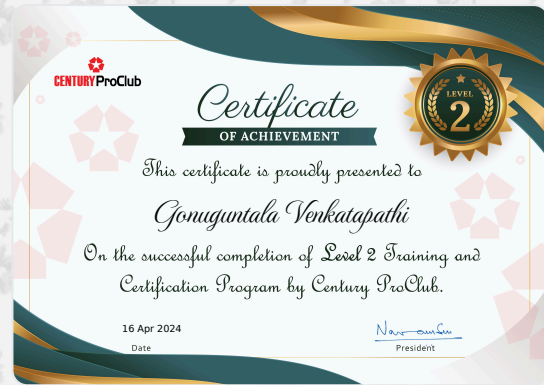 CENTURY ProClub
Certificate
OF ACHIEVEMENT
LEVEL
2
This certificate is proudly presented to
Gonuguntala Venkatapathi
On the successful completion of Level 2 Training and
Certification Program by Century ProClub.
16 Apr 2024
Date
President